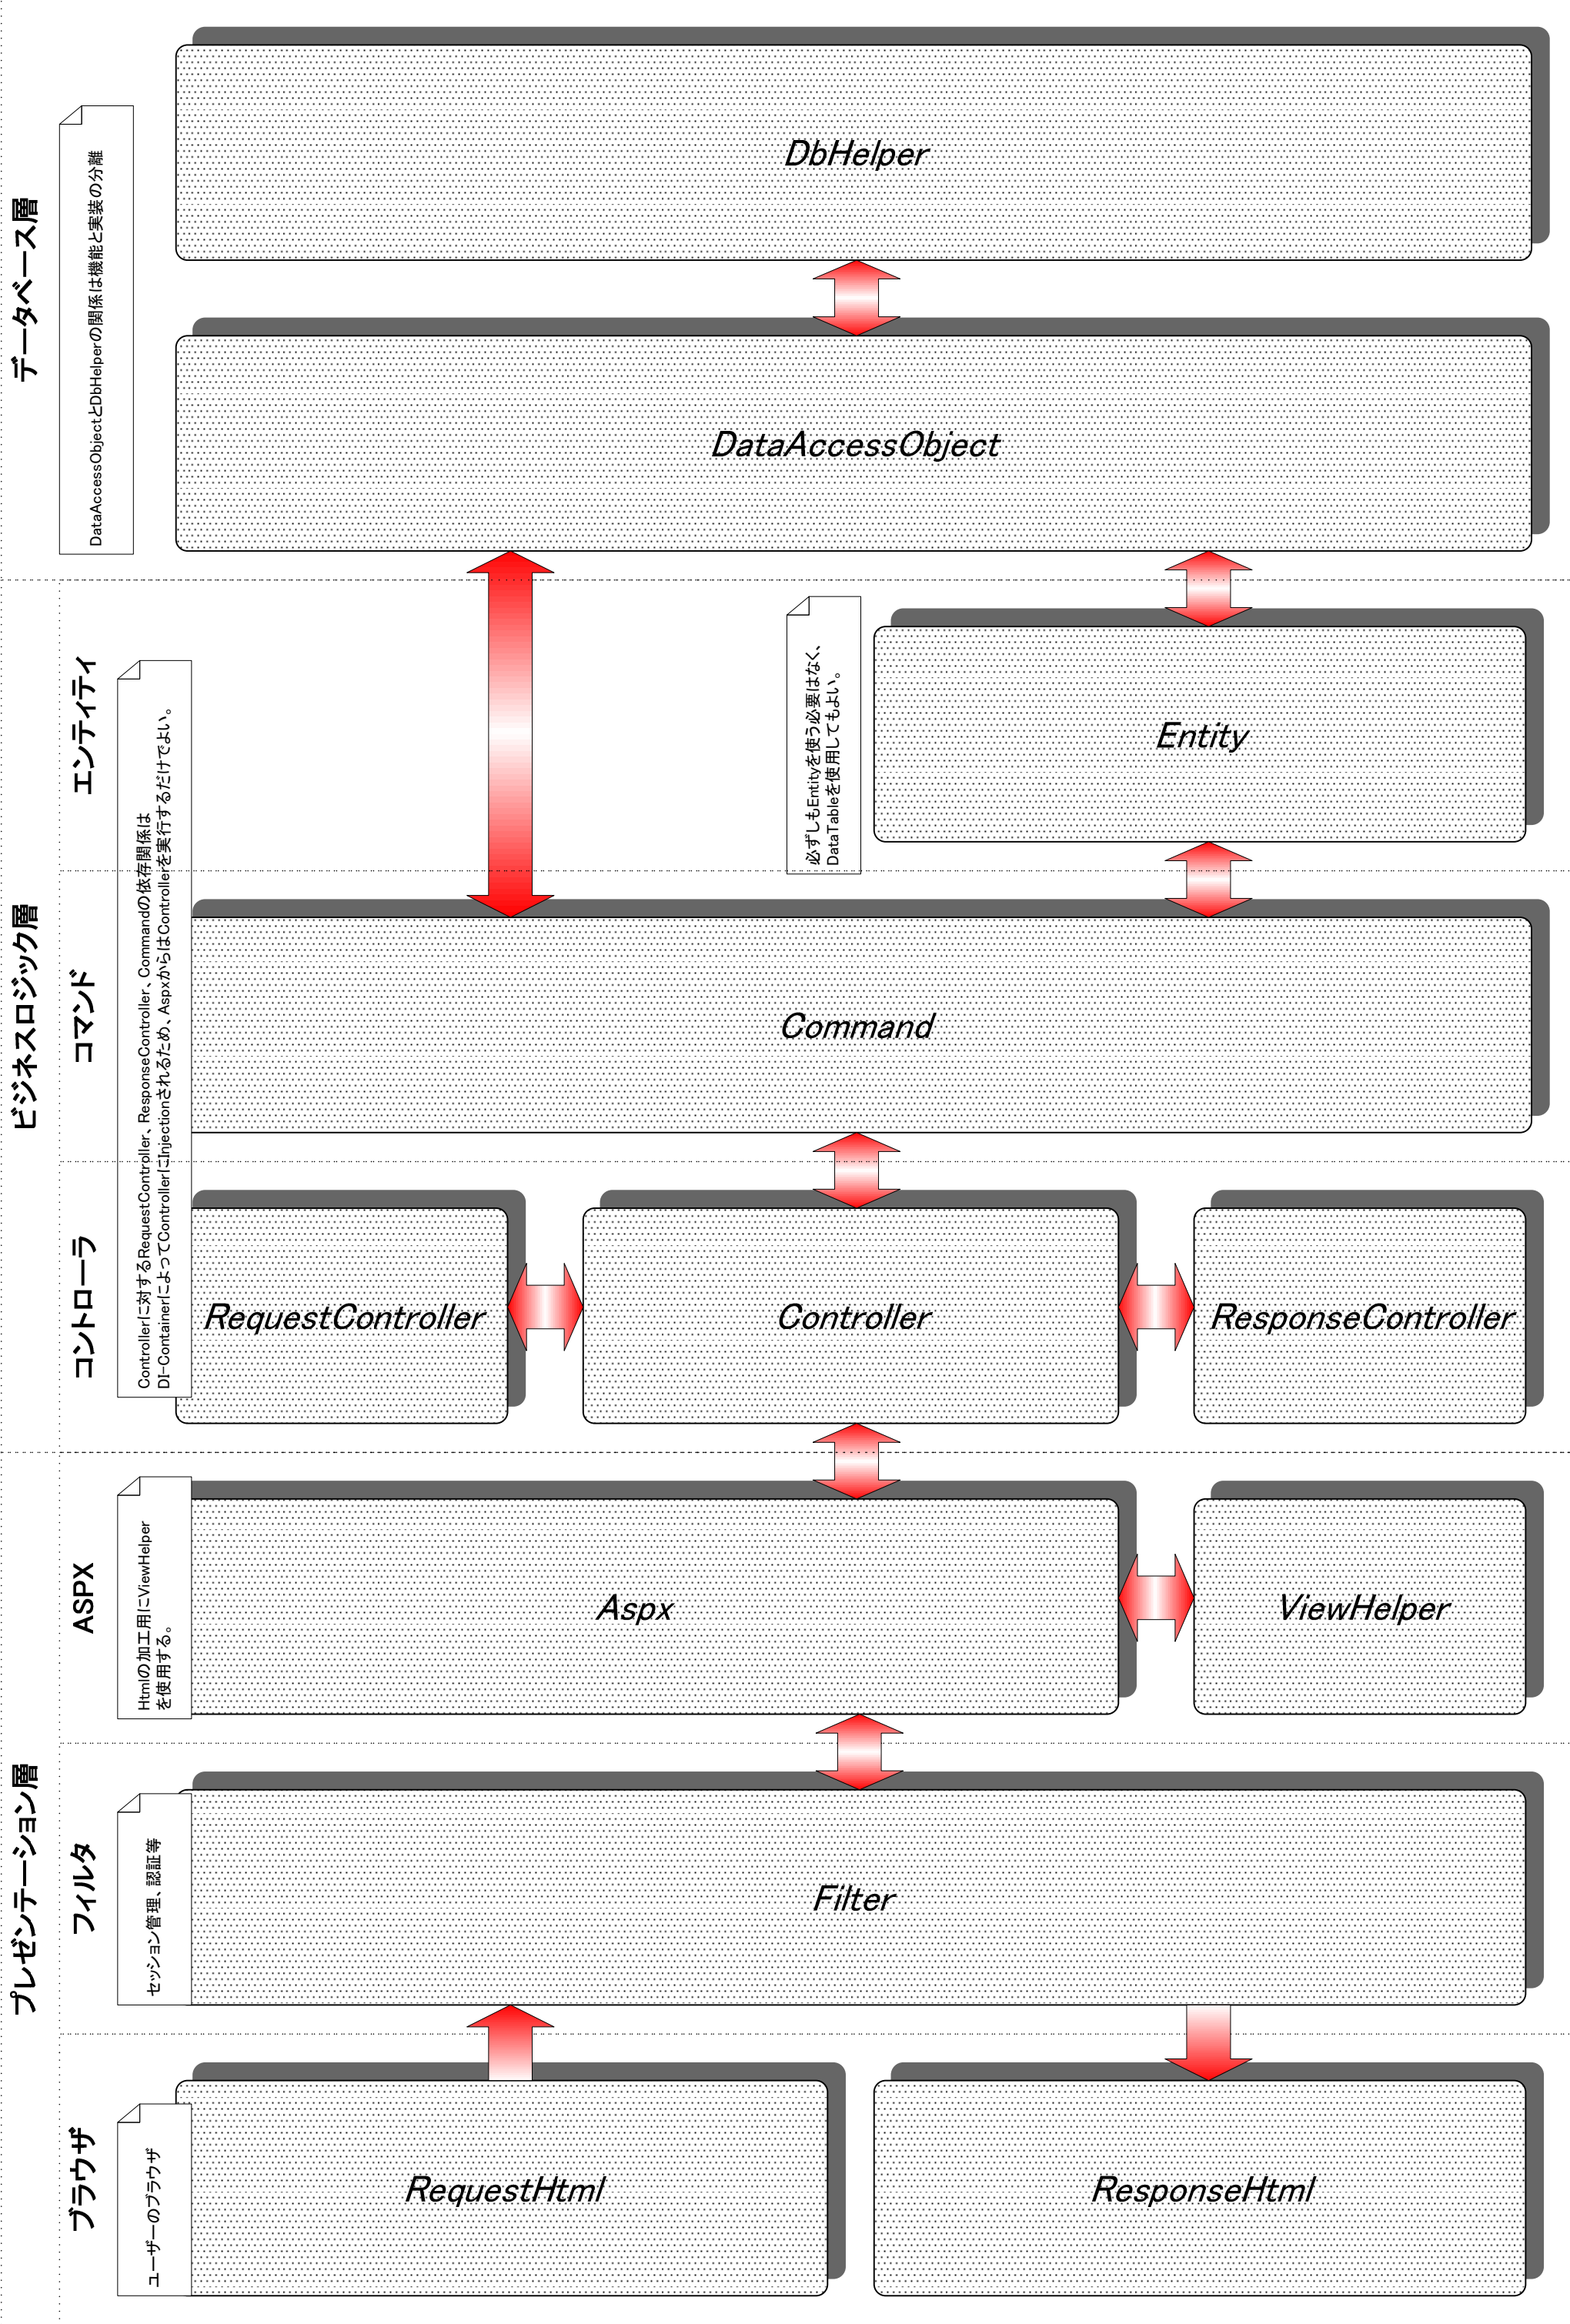 データベース層
DataAccessObjectとDbHelperの関係は機能と実装の分離
DbHelper
DataAccessObject
ビジネスロジック層
エンティティ
必ずしもEntityを使う必要はなく、
DataTableを使用してもよい。
Entity
コマンド
Controllerに対するRequestController、ResponseController、Commandの依存関係は
DI-ContainerによってControllerにInjectionされるため、AspxからはControllerを実行するだけでよい。
Command
コントローラ
RequestController
Controller
ResponseController
プレゼンテーション層
ASPX
Htmlの加工用にViewHelper
を使用する。
Aspx
ViewHelper
フィルタ
セッション管理、認証等
Filter
ブラウザ
ユーザーのブラウザ
RequestHtml
ResponseHtml